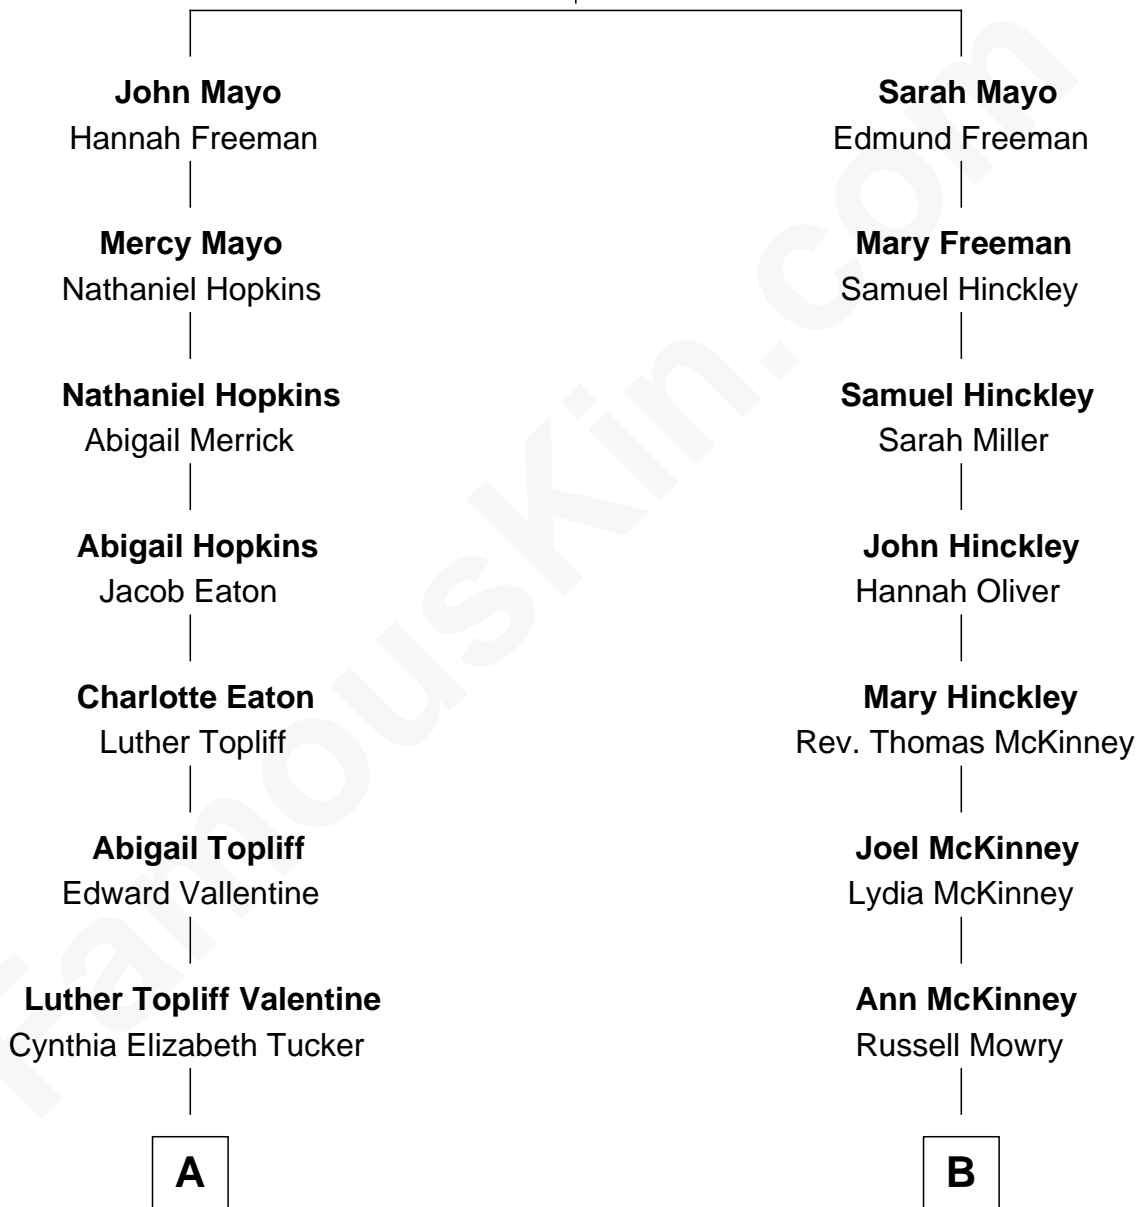 John Mayo
Hannah Freeman
Mercy Mayo
Nathaniel Hopkins
Nathaniel Hopkins
Abigail Merrick
Abigail Hopkins
Jacob Eaton
Charlotte Eaton
Luther Topliff
Abigail Topliff
Edward Vallentine
Luther Topliff Valentine
Cynthia Elizabeth Tucker
A
Sarah Mayo
Edmund Freeman
Mary Freeman
Samuel Hinckley
Samuel Hinckley
Sarah Miller
John Hinckley
Hannah Oliver
Mary Hinckley
Rev. Thomas McKinney
Joel McKinney
Lydia McKinney
Ann McKinney
Russell Mowry
B
FamousKin.com